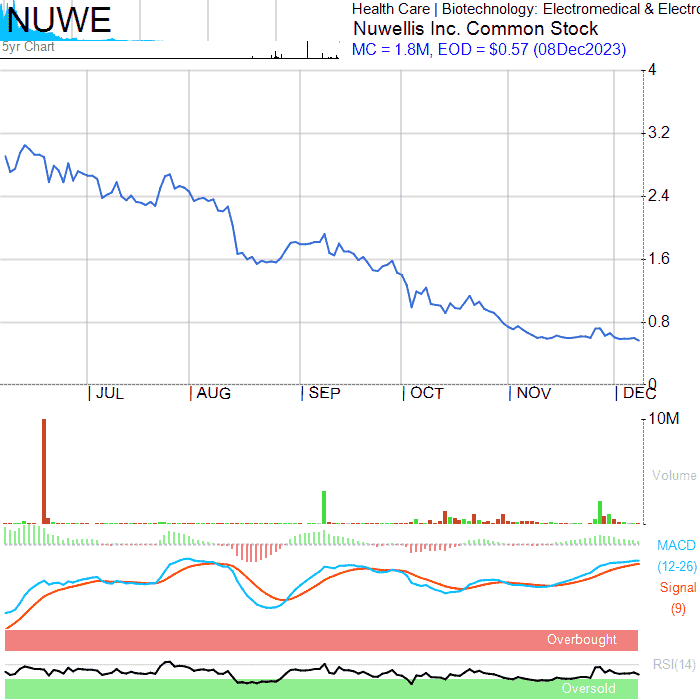 NUWE
5yr Chart
Health Care | Biotechnology: Electromedical & Electro
Nuwellis Inc. Common Stock
MC = 1.8M, EOD = $0.57 (08Dec2023)
4
3.2
2.4
1.6
0.8
0
JUL AUG SEP OCT NOV DEC
10M
Volume
MACD
(12-26)
Signal
(9)
Overbought
RSI(14)
Oversold